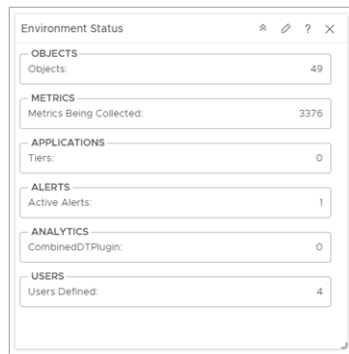 Environment Status
OBJECTS
Objects: 49
METRICS
Metrics Being Collected: 3376
APPLICATIONS
Tiers: 0
ALERTS
Active Alerts: 1
ANALYTICS
CombinedDTPlugin: 0
USERS
Users Defined: 4